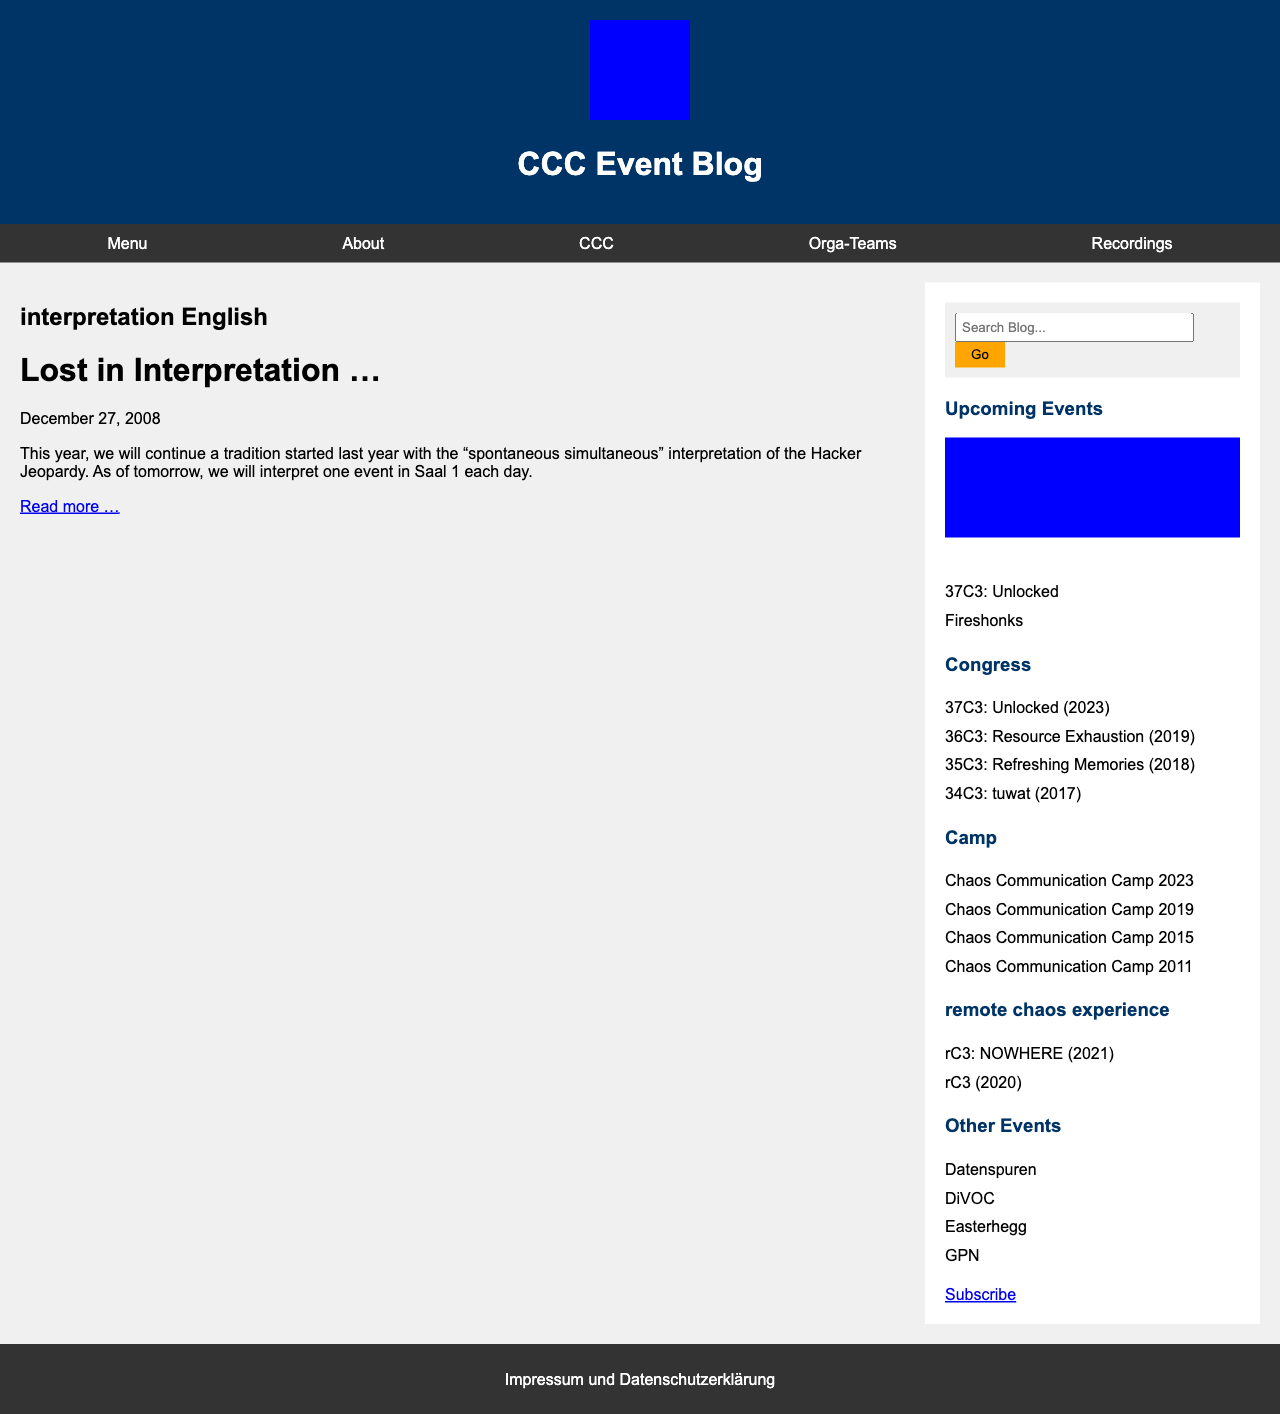 CCC Event Blog
Menu
About
CCC
Orga-Teams
Recordings
interpretation English
Lost in Interpretation …
December 27, 2008
This year, we will continue a tradition started last year with the “spontaneous simultaneous” interpretation of the Hacker
Jeopardy. As of tomorrow, we will interpret one event in Saal 1 each day.
Read more …
Search Blog...
Go
Upcoming Events
37C3: Unlocked
Fireshonks
Congress
37C3: Unlocked (2023)
36C3: Resource Exhaustion (2019)
35C3: Refreshing Memories (2018)
34C3: tuwat (2017)
Camp
Chaos Communication Camp 2023
Chaos Communication Camp 2019
Chaos Communication Camp 2015
Chaos Communication Camp 2011
remote chaos experience
rC3: NOWHERE (2021)
rC3 (2020)
Other Events
Datenspuren
DiVOC
Easterhegg
GPN
Subscribe
Impressum und Datenschutzerklärung